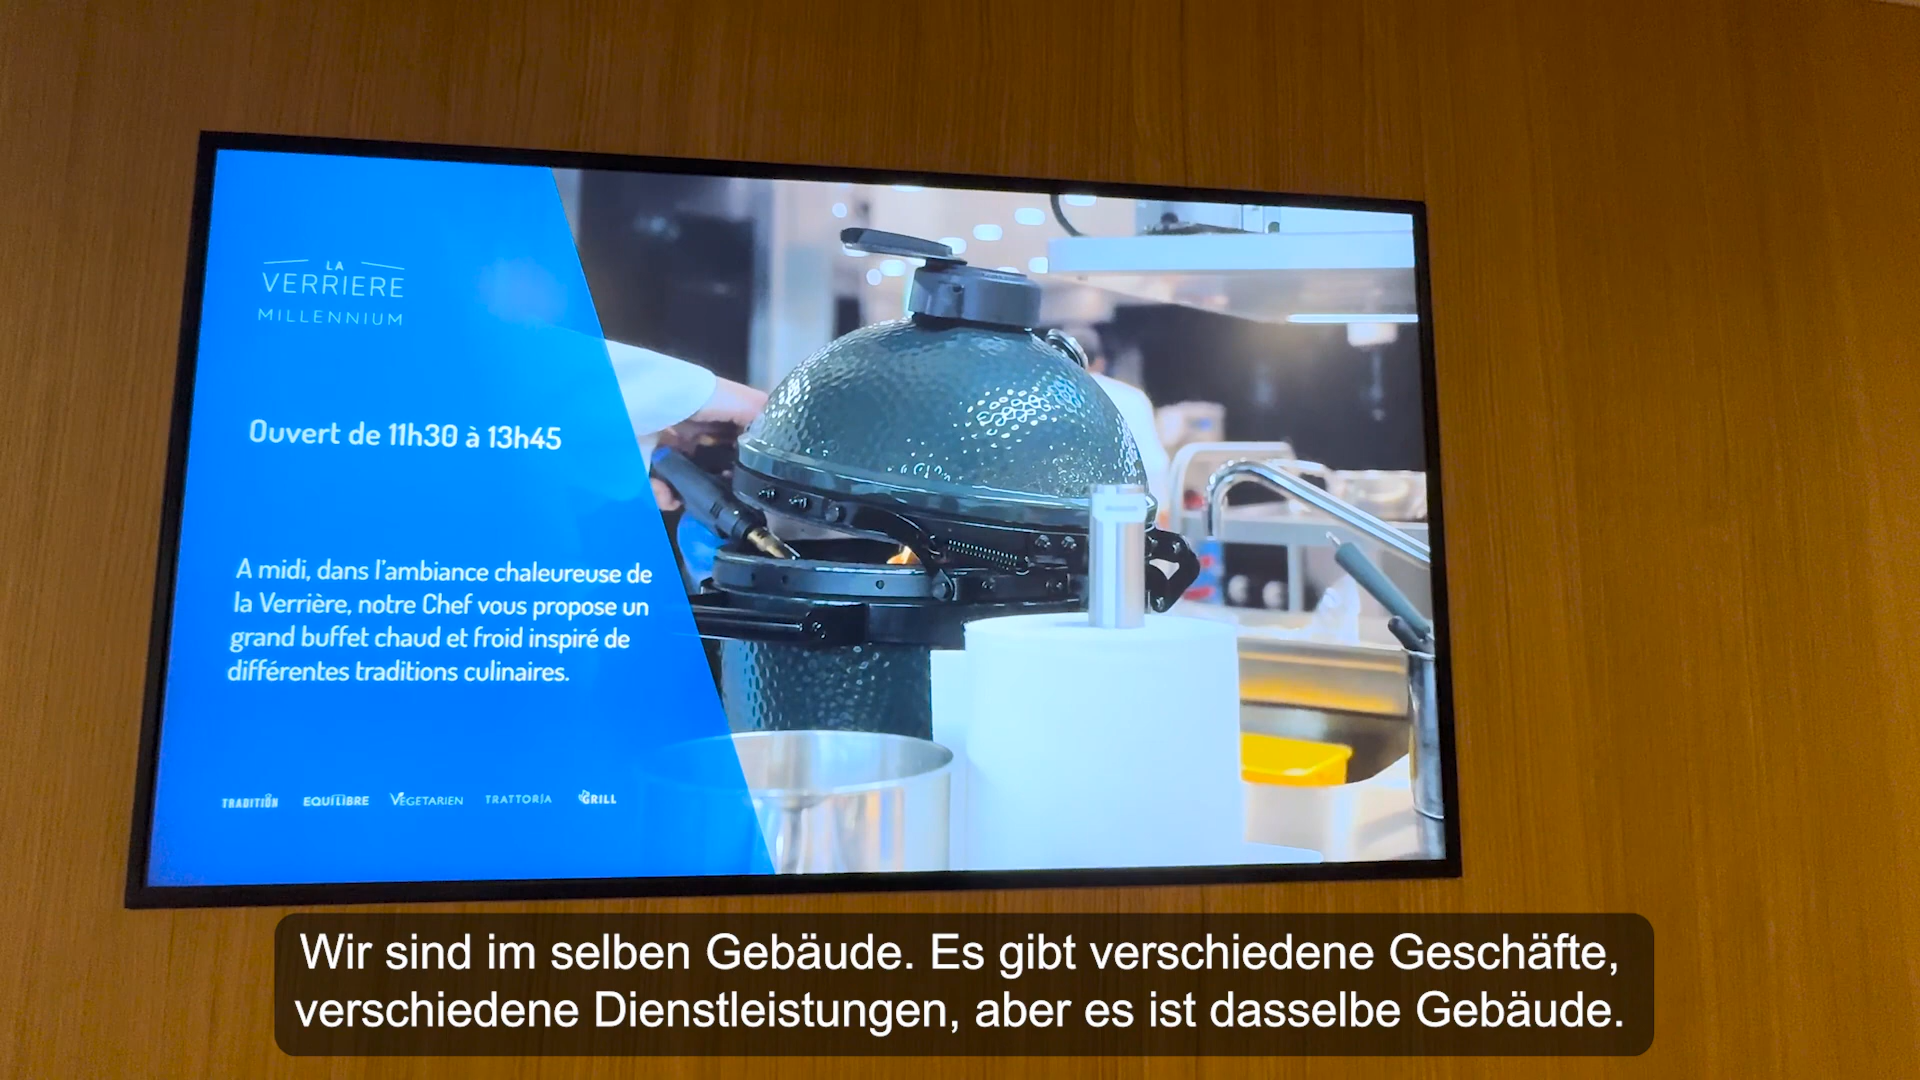 LA
VERRIERE
MILLENNIUM
Ouvert de 11h30 à 13h45
A midi, dans l'ambiance chaleureuse de
la Verrière, notre Chef vous propose un
grand buffet chaud et froid inspiré de
différentes traditions culinaires.
TRADITION EQUILIBRE VEGETARIEN TRATTORIA GRILL
Wir sind im selben Gebäude. Es gibt verschiedene Geschäfte,
verschiedene Dienstleistungen, aber es ist dasselbe Gebäude.